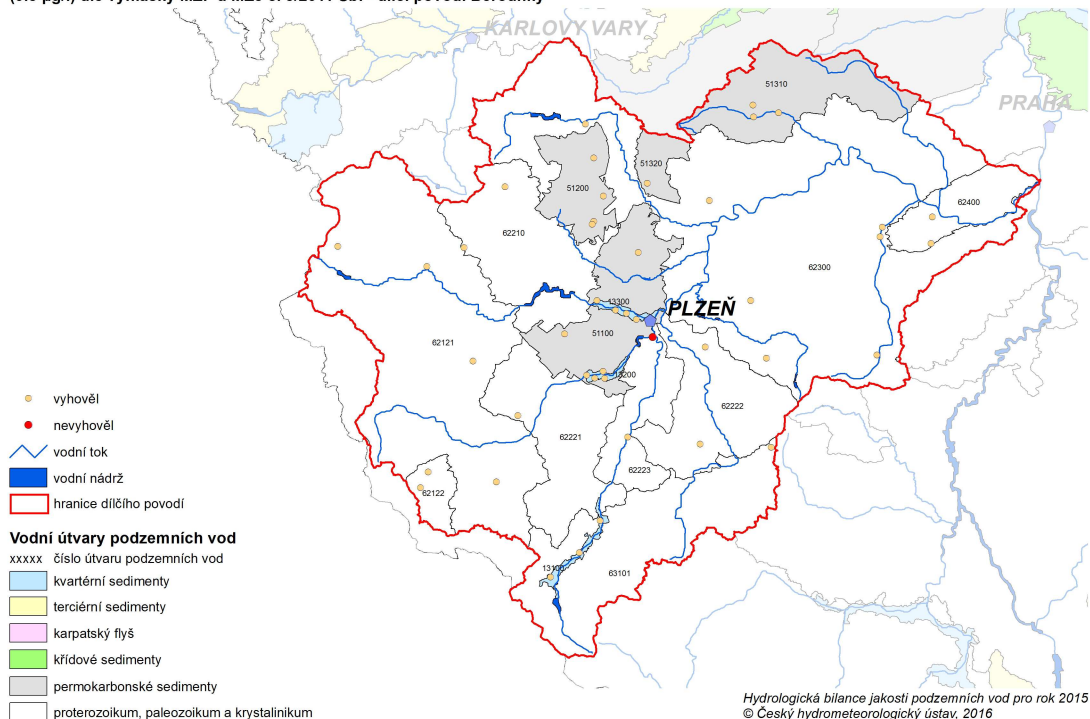 KARLOVY VARY
PRAHA
51310
51320
51200
62400
62210
62300
13300
PLZEŇ
51100
62121
13200
62222
62221
62223
62122
13100
63101
vyhověl
nevyhověl
vodní tok
vodní nádrž
hranice dílčího povodí
Vodní útvary podzemních vod
xxxxx číslo útvaru podzemních vod
kvartérní sedimenty
terciérní sedimenty
karpatský flyš
křídové sedimenty
permokarbonské sedimenty
proterozoikum, paleozoikum a krystalinikum
Hydrologická bilance jakosti podzemních vod pro rok 2015
© Český hydrometeorologický ústav, 2016